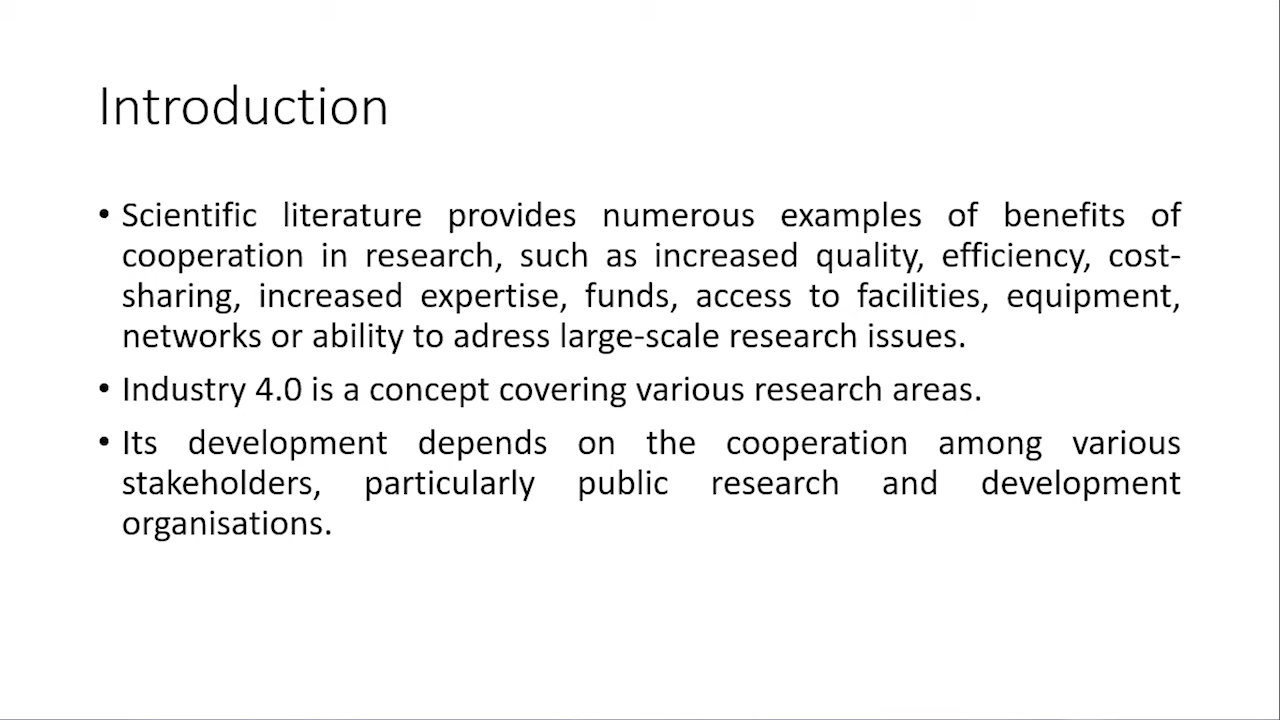 Introduction
• Scientific literature provides numerous examples of benefits of
cooperation in research, such as increased quality, efficiency, cost-
sharing, increased expertise, funds, access to facilities, equipment,
networks or ability to adress large-scale research issues.
• Industry 4.0 is a concept covering various research areas.
• Its development depends on the cooperation among various
stakeholders, particularly public research and development
organisations.